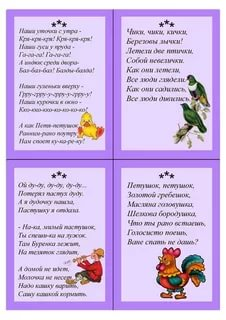 ***
Наши уточки с утра -
Кря-кря-кря! Кря-кря-кря!
Наши гуси у пруда -
Га-га-га! Га-га-га!
А индюк среди двора-
Бал-бал-бал! Балды-балда!
Наши гуленьки вверху -
Грру-грру-у-грру-у-грру-у!
Наши курочки в окно -
Кко-кко-кко-ко-ко-ко-ко!
А как Петя-петушок
Ранним-рано поутру
Нам споет ку-ка-ре-ку!
***
Чики, чики, кички,
Березовы лычки!
Летели две птички,
Собой невелички.
Как они летели,
Все люди глядели.
Как они садились,
Все люди дивились.
***
Ой ду-ду, ду-ду, ду-ду...
Потерял пастух дуду.
А я дудочку нашла,
Пастушку я отдала.
- На-ка, милый пастушок,
Ты спеши-ка на лужок.
Там Буренка лежит,
На теляток глядит,
А домой не идет,
Молочка не несет.
Надо кашку варить,
Сашу кашкой кормить.
***
Петушок, петушок,
Золотой гребешок,
Масляна головушка,
Шелкова бородушка,
Что ты рано встаешь,
Голосисто поешь,
Ване спать не даешь?